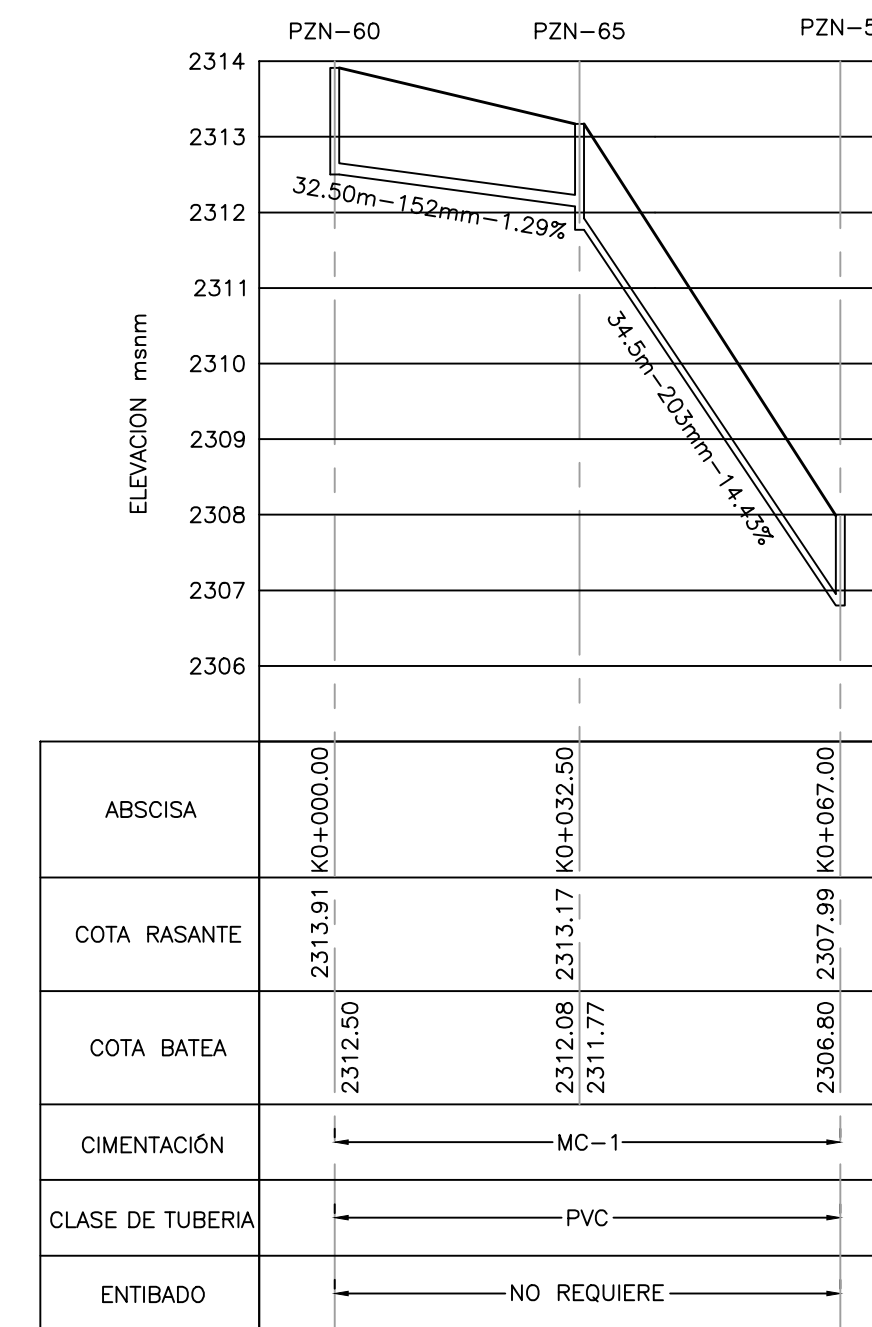 PZN-60
PZN-65
PZN-5
2314
2313
2312
2311
2310
2309
2308
2307
2306
ELEVACION msnm
32.50m-152mm-1.29%
34.5m-203mm-14.43%
ABSCISA
K0+000.00
K0+032.50
K0+067.00
COTA RASANTE
2313.91
2313.17
2307.99
COTA BATEA
2312.50
2312.08
2311.77
2306.80
CIMENTACIÓN
MC-1
CLASE DE TUBERIA
PVC
ENTIBADO
NO REQUIERE